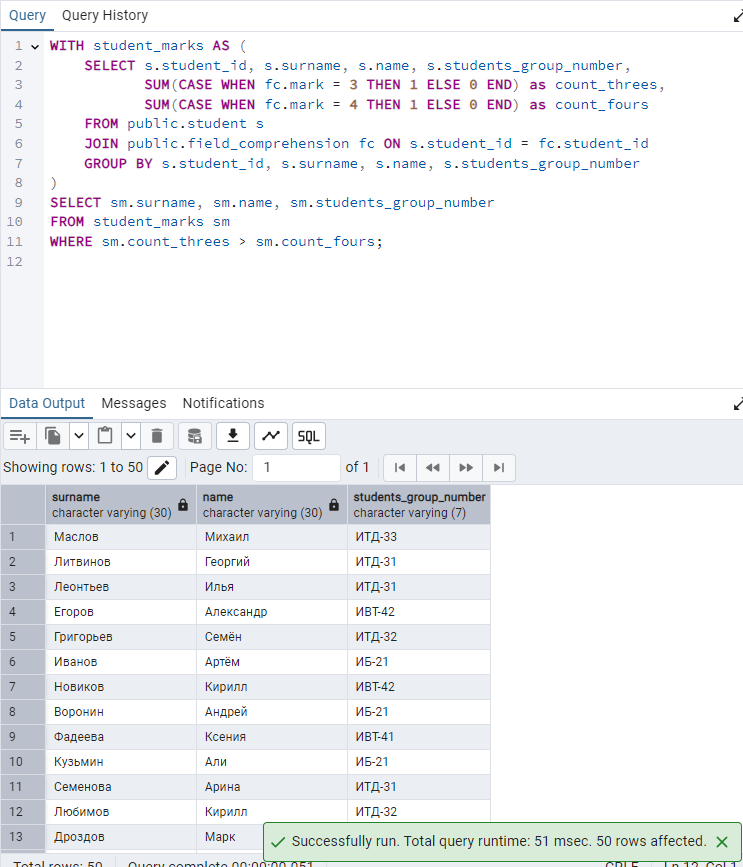 Query Query History
1 WITH student_marks AS (
2 SELECT s.student_id, s.surname, s.name, s.students_group_number,
3 SUM(CASE WHEN fc.mark = 3 THEN 1 ELSE 0 END) as count_threes,
4 SUM(CASE WHEN fc.mark = 4 THEN 1 ELSE 0 END) as count_fours
5 FROM public.student s
6 JOIN public.field_comprehension fc ON s.student_id = fc.student_id
7 GROUP BY s.student_id, s.surname, s.name, s.students_group_number
8 )
9 SELECT sm.surname, sm.name, sm.students_group_number
10 FROM student_marks sm
11 WHERE sm.count_threes > sm.count_fours;
12
Data Output Messages Notifications
SQL
Showing rows: 1 to 50 Page No: 1 of 1
surname name students_group_number
character varying (30) character varying (30) character varying (7)
1 Маслов Михаил ИТД-33
2 Литвинов Георгий ИТД-31
3 Леонтьев Илья ИТД-31
4 Егоров Александр ИВТ-42
5 Григорьев Семён ИТД-32
6 Иванов Артём ИБ-21
7 Новиков Кирилл ИВТ-42
8 Воронин Андрей ИБ-21
9 Фадеева Ксения ИВТ-41
10 Кузьмин Али ИБ-21
11 Семенова Арина ИТД-31
12 Любимов Кирилл ИТД-32
13 Дроздов Марк
Successfully run. Total query runtime: 51 msec. 50 rows affected.
Total rows: 50 Query complete 00:00:00.051 CRLF Ln 12, Col 1